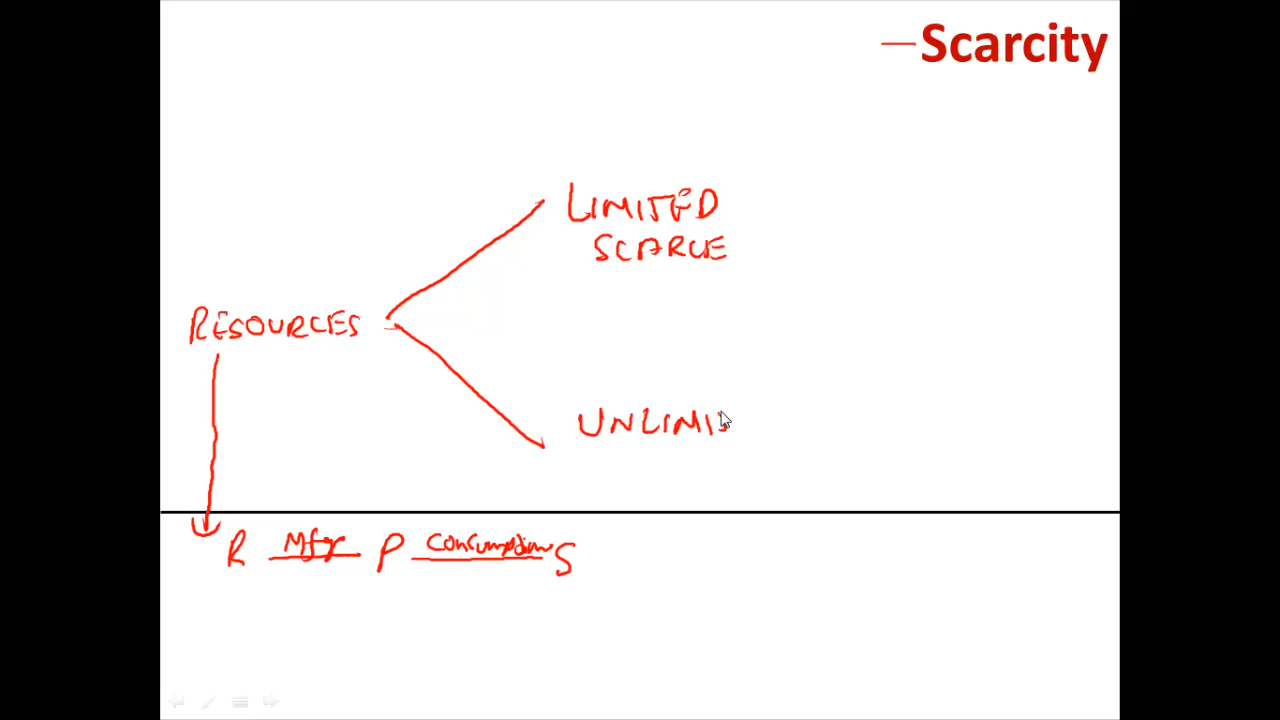 Scarcity
LIMITED
SCARCE
RESOURCES
UNLIMI
R Mfg P Consumption S